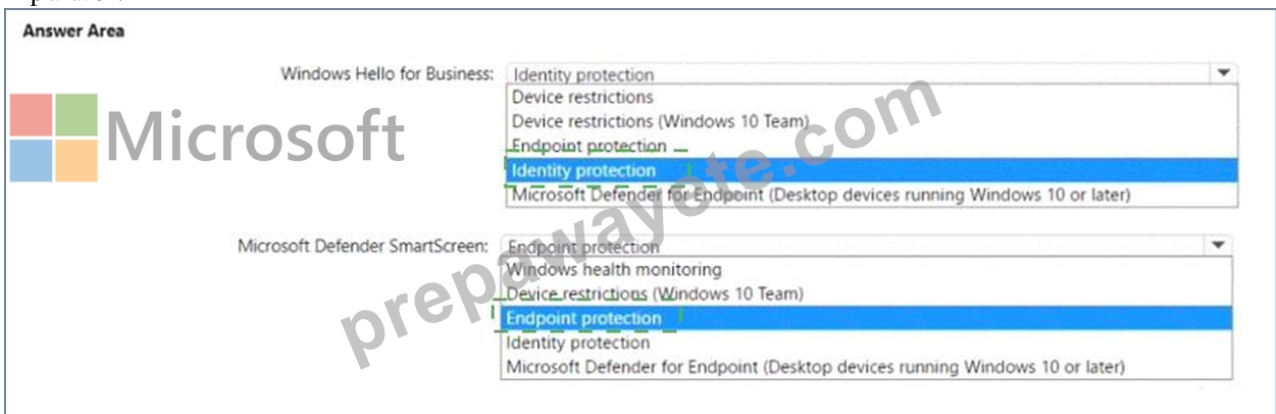 Answer Area
Windows Hello for Business: Identity protection
Device restrictions
Device restrictions (Windows 10 Team)
Endpoint protection
Identity protection
Microsoft Defender for Endpoint (Desktop devices running Windows 10 or later)
Microsoft
Microsoft Defender SmartScreen: Endpoint protection
Windows health monitoring
Device restrictions (Windows 10 Team)
Endpoint protection
Identity protection
Microsoft Defender for Endpoint (Desktop devices running Windows 10 or later)
prepawayete.com